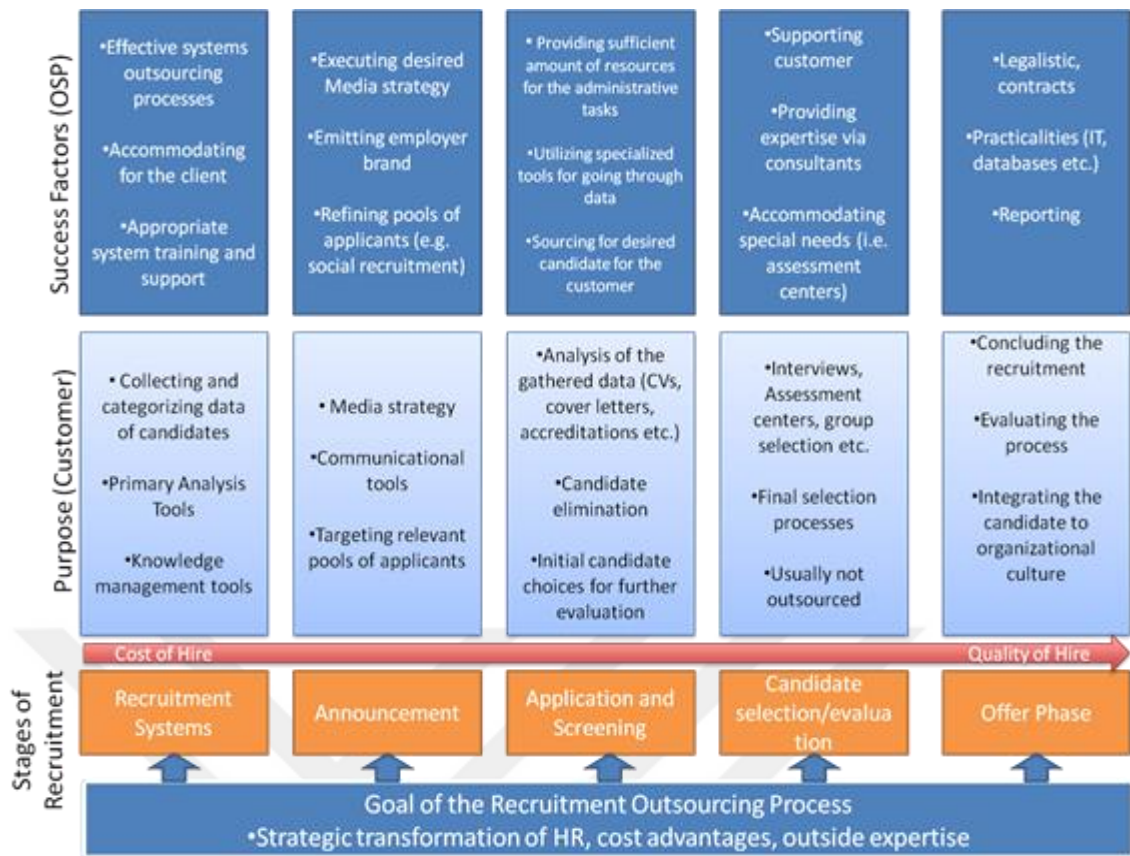 Success Factors (OSP)
•Effective systems
outsourcing
processes
•Accommodating
for the client
•Appropriate
system training and
support
•Executing desired
Media strategy
•Emitting employer
brand
•Refining pools of
applicants (e.g.
social recruitment)
• Providing sufficient
amount of resources
for the administrative
tasks
•Utilizing specialized
tools for going through
data
•Sourcing for desired
candidate for the
customer
•Supporting
customer
•Providing
expertise via
consultants
•Accommodating
special needs (i.e.
assessment
centers)
•Legalistic,
contracts
•Practicalities (IT,
databases etc.)
•Reporting
Purpose (Customer)
• Collecting and
categorizing data
of candidates
•Primary Analysis
Tools
•Knowledge
management tools
• Media strategy
•Communicational
tools
•Targeting relevant
pools of applicants
•Analysis of the
gathered data (CVs,
cover letters,
accreditations etc.)
•Candidate
elimination
•Initial candidate
choices for further
evaluation
•Interviews,
Assessment
centers, group
selection etc.
•Final selection
processes
•Usually not
outsourced
•Concluding the
recruitment
•Evaluating the
process
•Integrating the
candidate to
organizational
culture
Cost of Hire
Quality of Hire
Stages of
Recruitment
Recruitment
Systems
Announcement
Application and
Screening
Candidate
selection/evalua
tion
Offer Phase
Goal of the Recruitment Outsourcing Process
•Strategic transformation of HR, cost advantages, outside expertise